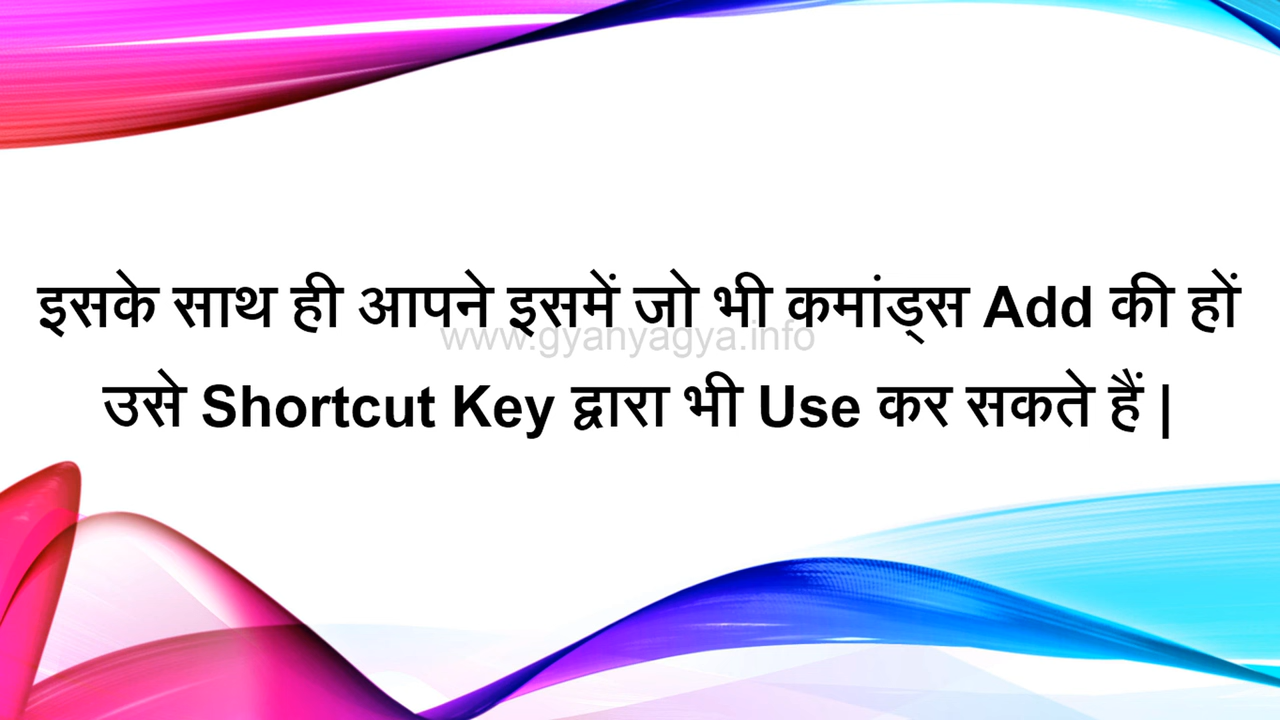 इसके साथ ही आपने इसमें जो भी कमांड्स Add की हों
www.gyanyagya.info
उसे Shortcut Key द्वारा भी Use कर सकते हैं |